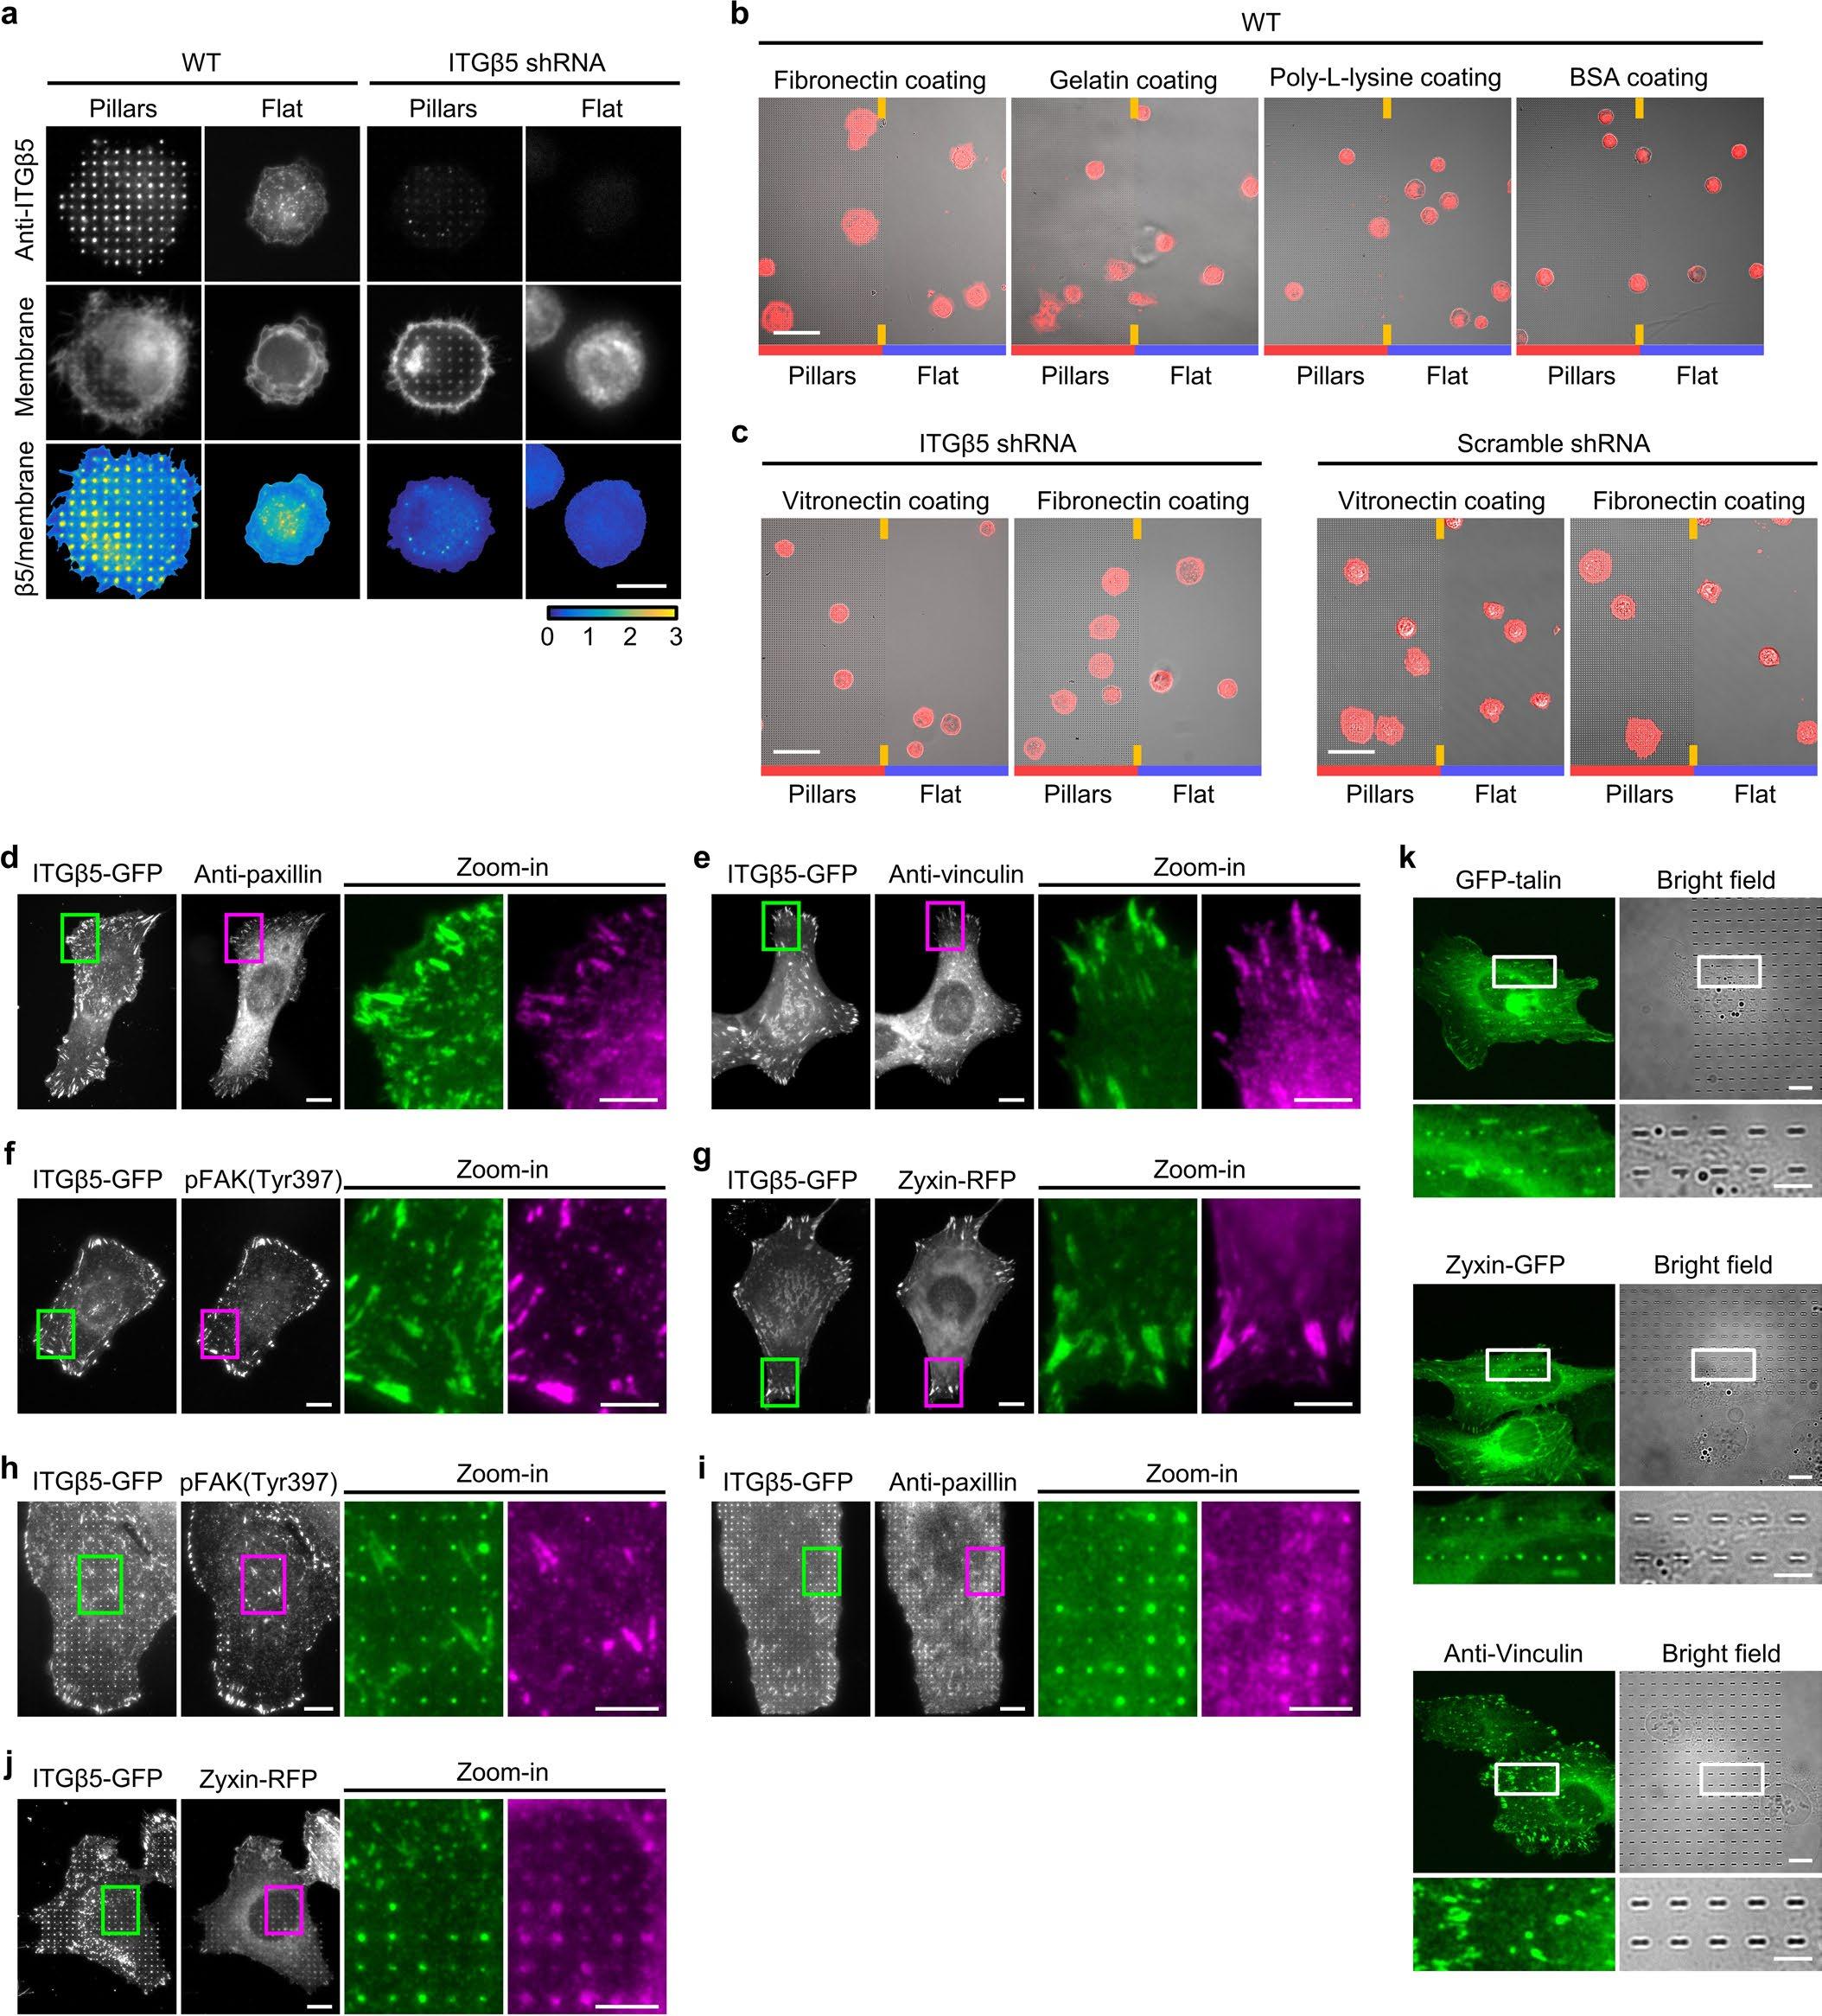 a
WT
ITGβ5 shRNA
Pillars
Flat
Pillars
Flat
Anti-ITGβ5
Membrane
β5/membrane
0 1 2 3
b
WT
Fibronectin coating
Gelatin coating
Poly-L-lysine coating
BSA coating
Pillars
Flat
Pillars
Flat
Pillars
Flat
Pillars
Flat
c
ITGβ5 shRNA
Scramble shRNA
Vitronectin coating
Fibronectin coating
Vitronectin coating
Fibronectin coating
Pillars
Flat
Pillars
Flat
Pillars
Flat
Pillars
Flat
d
ITGβ5-GFP
Anti-paxillin
Zoom-in
e
ITGβ5-GFP
Anti-vinculin
Zoom-in
f
ITGβ5-GFP
pFAK(Tyr397)
Zoom-in
g
ITGβ5-GFP
Zyxin-RFP
Zoom-in
h
ITGβ5-GFP
pFAK(Tyr397)
Zoom-in
i
ITGβ5-GFP
Anti-paxillin
Zoom-in
j
ITGβ5-GFP
Zyxin-RFP
Zoom-in
k
GFP-talin
Bright field
Zyxin-GFP
Bright field
Anti-Vinculin
Bright field